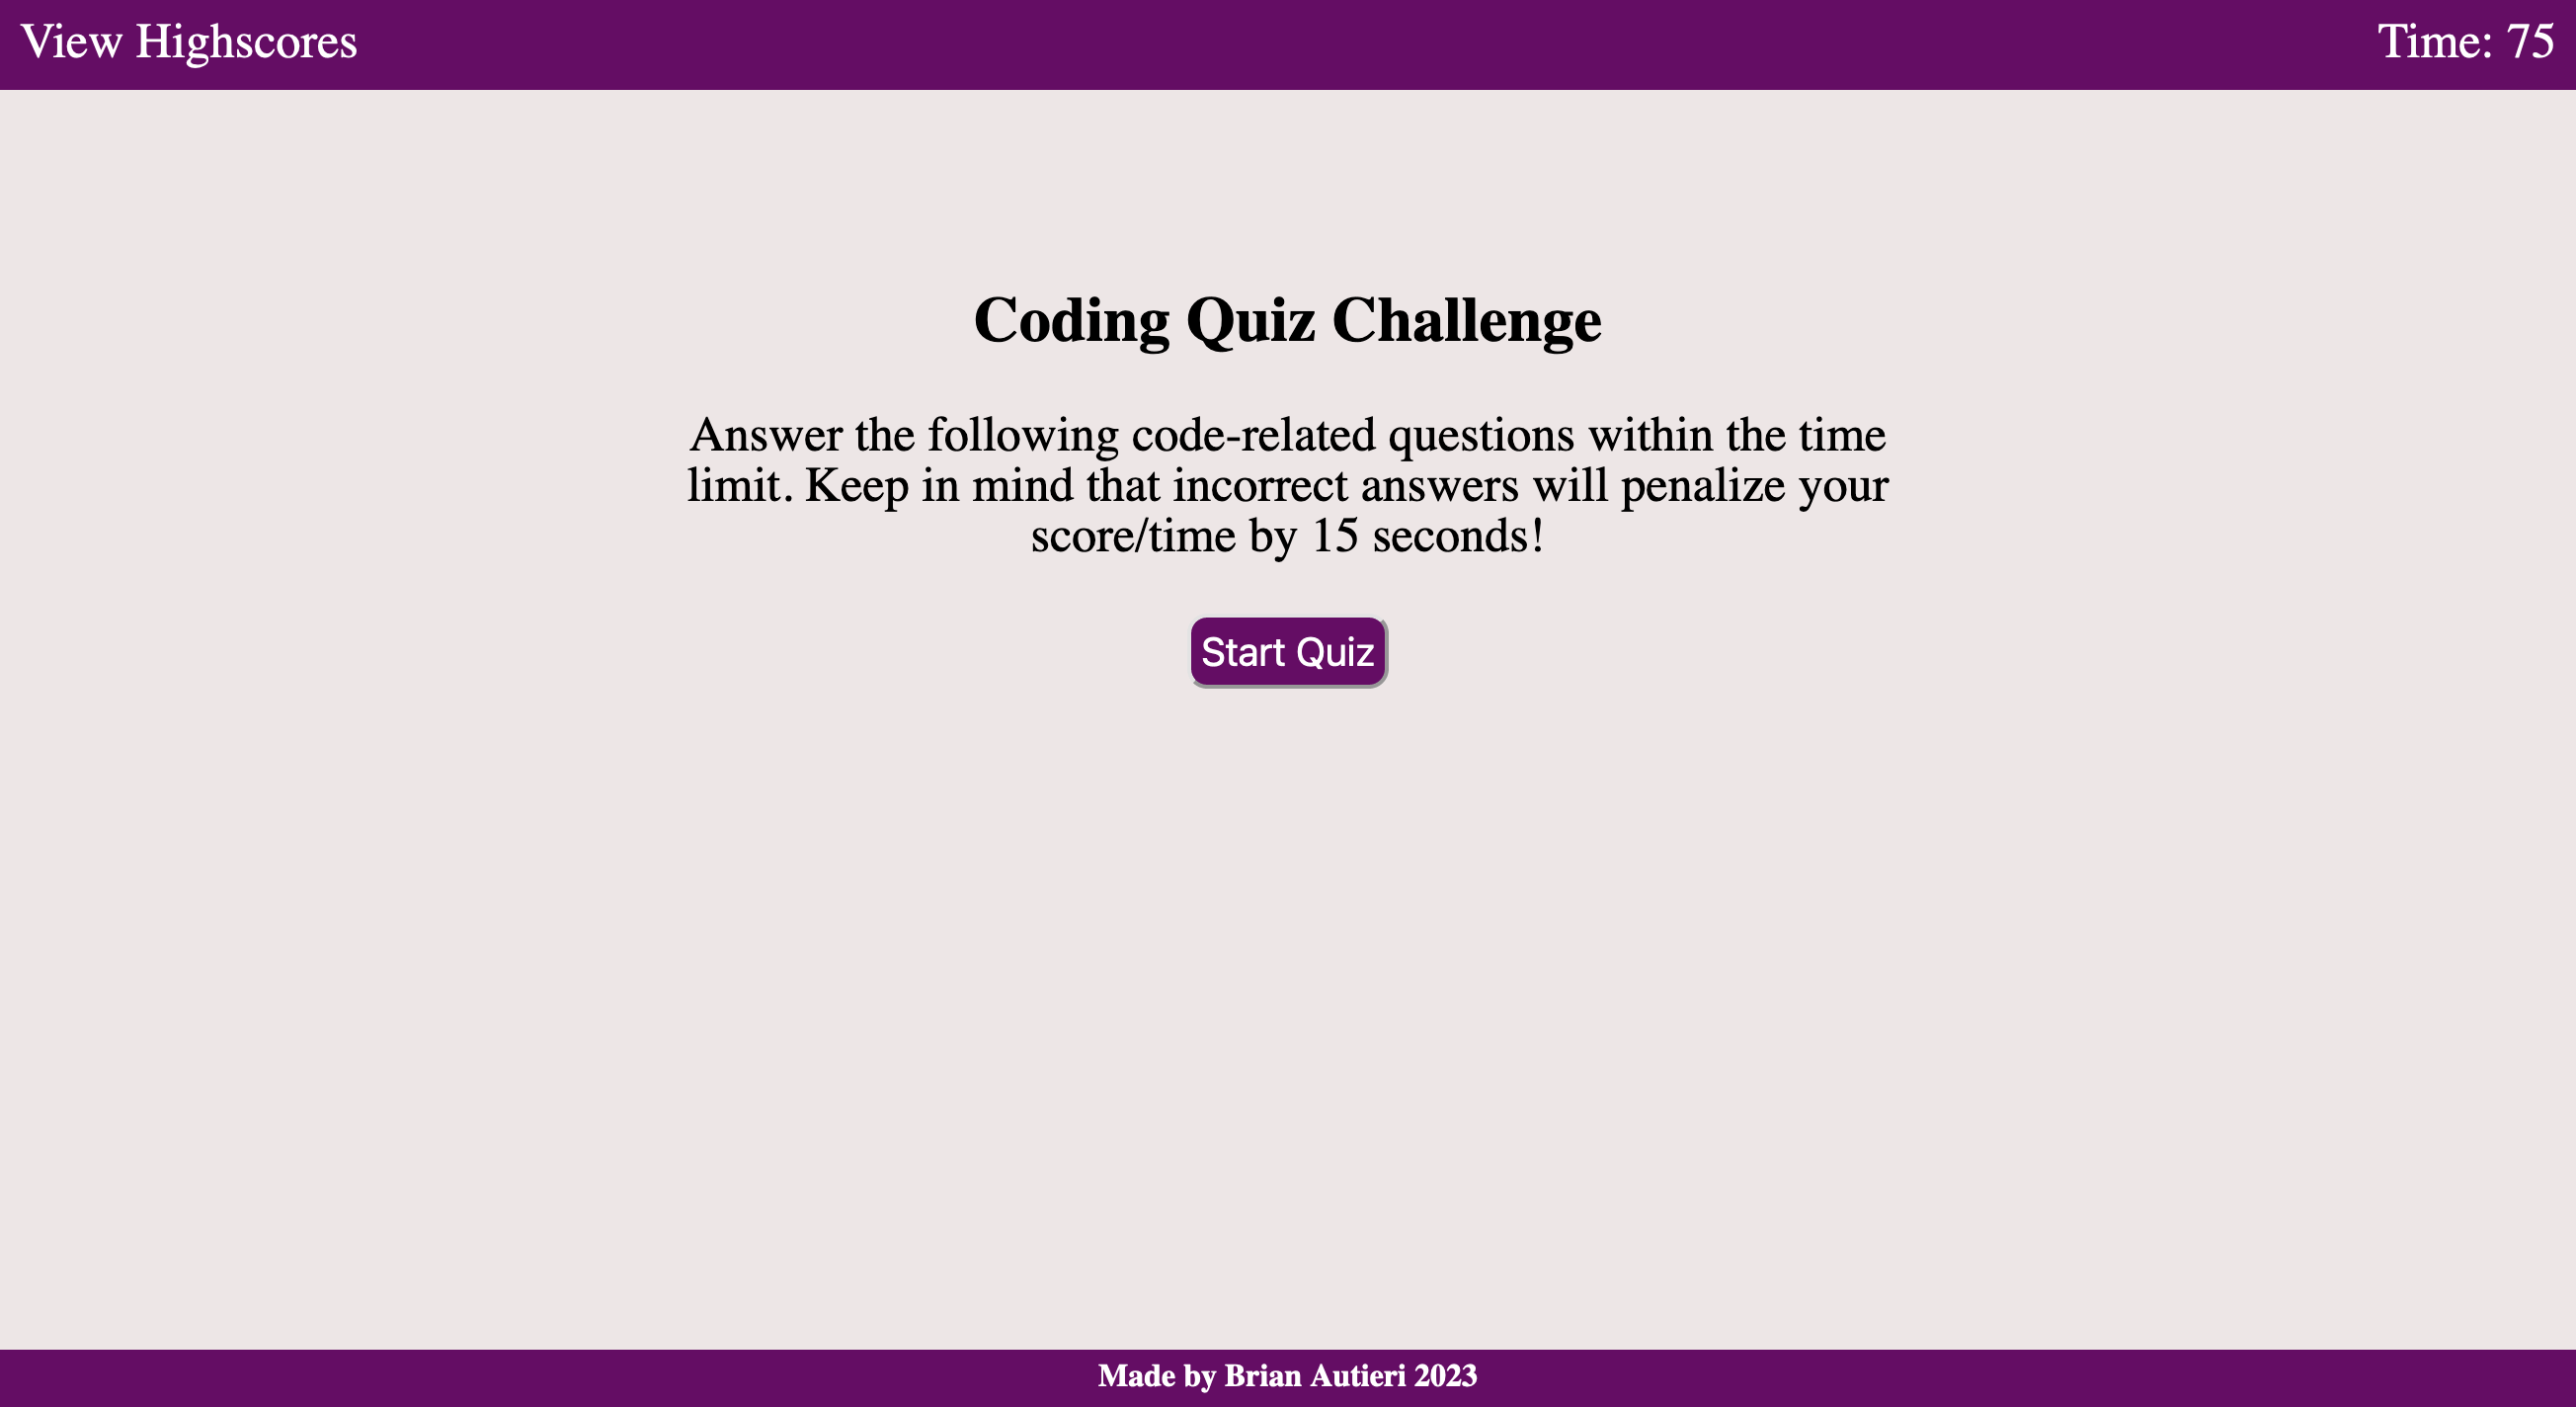 View Highscores
Time: 75
Coding Quiz Challenge
Answer the following code-related questions within the time
limit. Keep in mind that incorrect answers will penalize your
score/time by 15 seconds!
Start Quiz
Made by Brian Autieri 2023